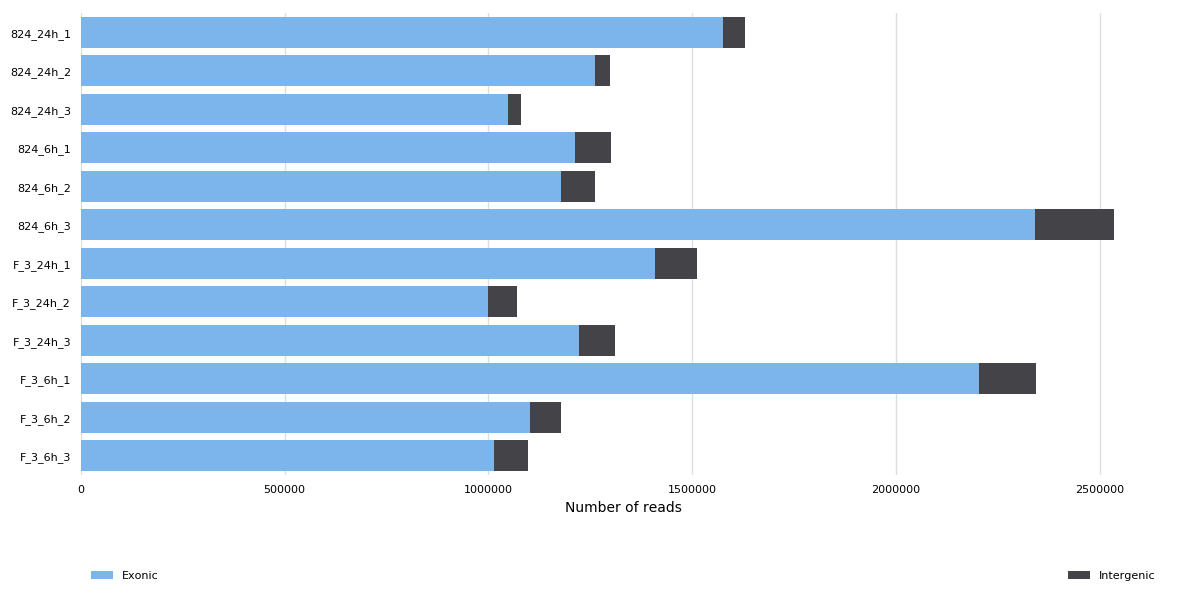 824_24h_1
824_24h_2
824_24h_3
824_6h_1
824_6h_2
824_6h_3
F_3_24h_1
F_3_24h_2
F_3_24h_3
F_3_6h_1
F_3_6h_2
F_3_6h_3
0 500000 1000000 1500000 2000000 2500000
Number of reads
Exonic Intergenic